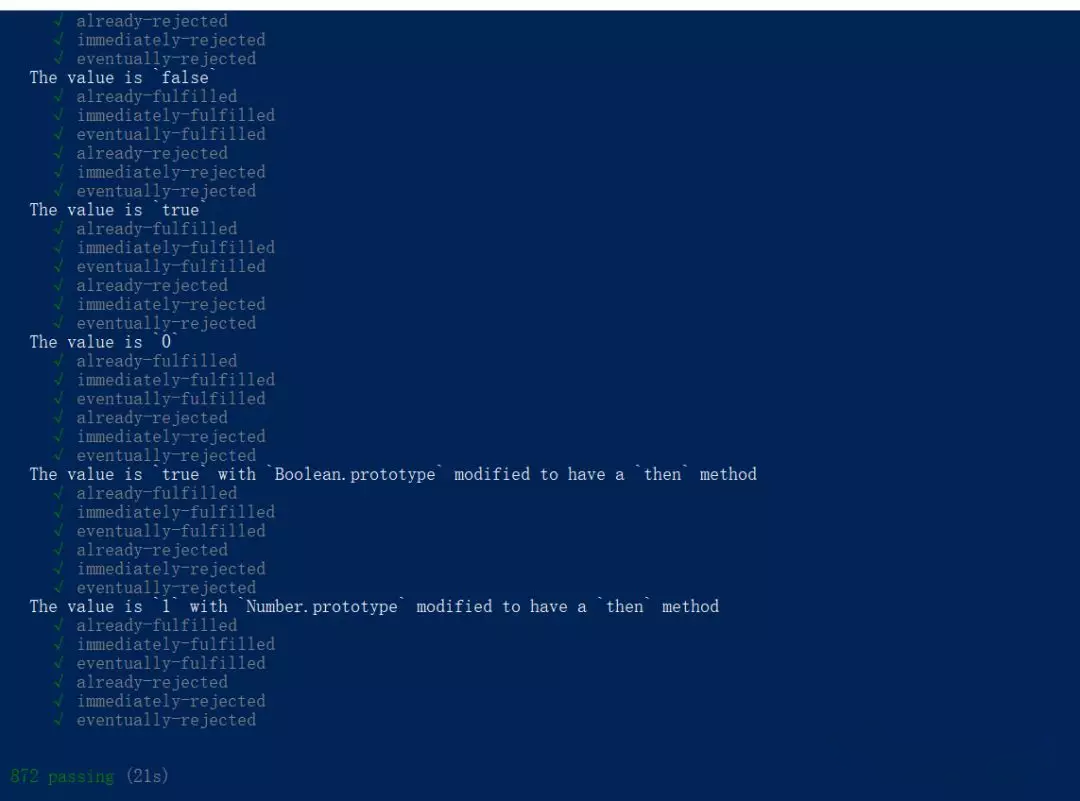 √ already-rejected
√ immediately-rejected
√ eventually-rejected
The value is `false`
√ already-fulfilled
√ immediately-fulfilled
√ eventually-fulfilled
√ already-rejected
√ immediately-rejected
√ eventually-rejected
The value is `true`
√ already-fulfilled
√ immediately-fulfilled
√ eventually-fulfilled
√ already-rejected
√ immediately-rejected
√ eventually-rejected
The value is `0`
√ already-fulfilled
√ immediately-fulfilled
√ eventually-fulfilled
√ already-rejected
√ immediately-rejected
√ eventually-rejected
The value is `true` with `Boolean.prototype` modified to have a `then` method
√ already-fulfilled
√ immediately-fulfilled
√ eventually-fulfilled
√ already-rejected
√ immediately-rejected
√ eventually-rejected
The value is `1` with `Number.prototype` modified to have a `then` method
√ already-fulfilled
√ immediately-fulfilled
√ eventually-fulfilled
√ already-rejected
√ immediately-rejected
√ eventually-rejected
872 passing (21s)